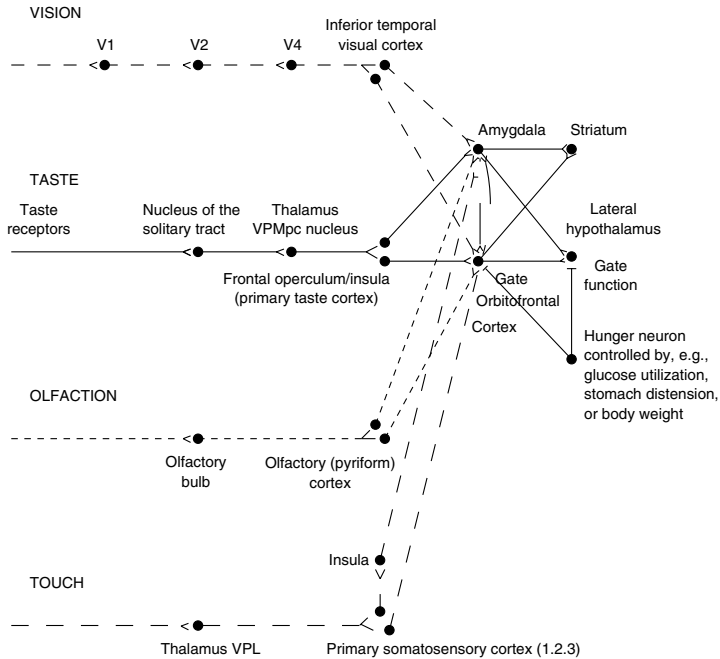 VISION
V1
V2
V4
Inferior temporal
visual cortex
Amygdala
Striatum
TASTE
Taste
receptors
Nucleus of the
solitary tract
Thalamus
VPMpc nucleus
Frontal operculum/insula
(primary taste cortex)
Lateral
hypothalamus
Gate
function
Gate
Orbitofrontal
Cortex
Hunger neuron
controlled by, e.g.,
glucose utilization,
stomach distension,
or body weight
OLFACTION
Olfactory
bulb
Olfactory (pyriform)
cortex
Insula
TOUCH
Thalamus VPL
Primary somatosensory cortex (1.2.3)